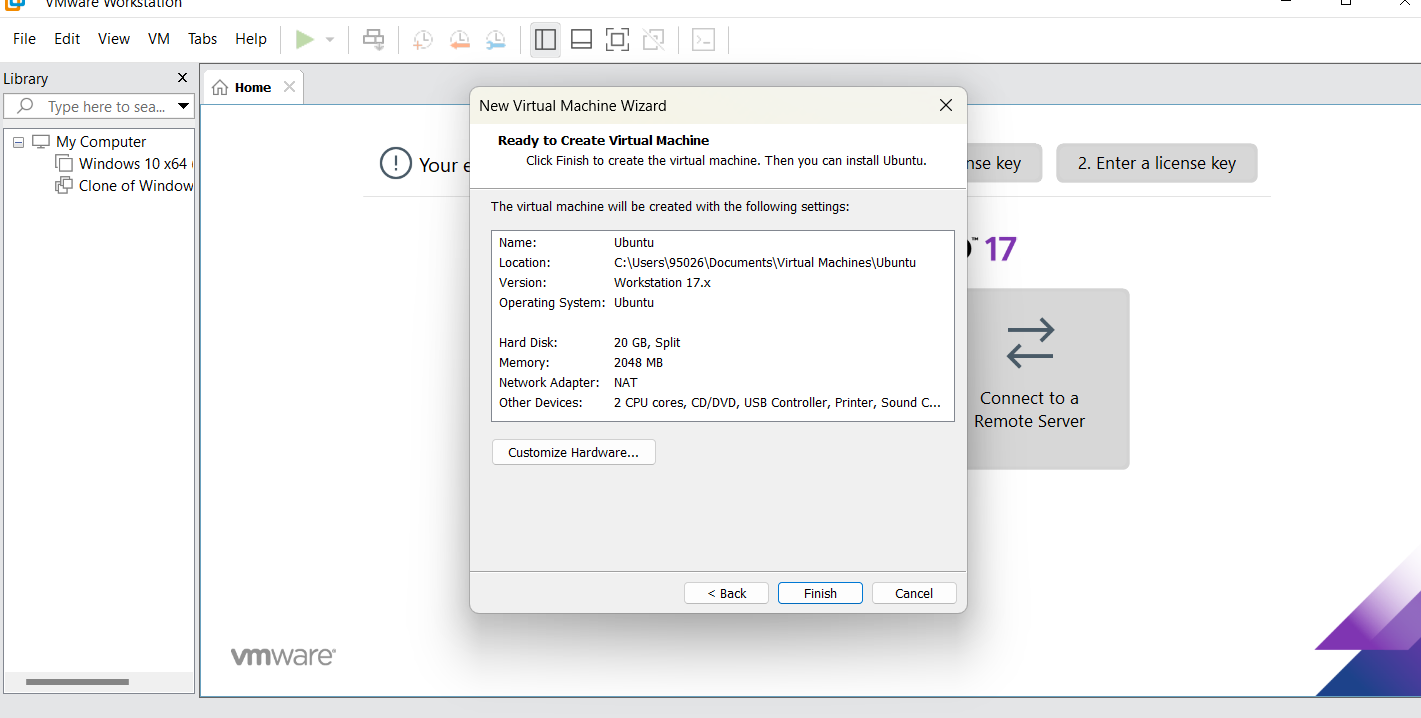 VMware Workstation
File Edit View VM Tabs Help
Library
Type here to sea...
My Computer
Windows 10 x64
Clone of Window
Home
Your e
nse key
2. Enter a license key
™ 17
Connect to a
Remote Server
New Virtual Machine Wizard
Ready to Create Virtual Machine
Click Finish to create the virtual machine. Then you can install Ubuntu.
The virtual machine will be created with the following settings:
Name: Ubuntu
Location: C:\Users\95026\Documents\Virtual Machines\Ubuntu
Version: Workstation 17.x
Operating System: Ubuntu
Hard Disk: 20 GB, Split
Memory: 2048 MB
Network Adapter: NAT
Other Devices: 2 CPU cores, CD/DVD, USB Controller, Printer, Sound C...
Customize Hardware...
< Back Finish Cancel
vmware®